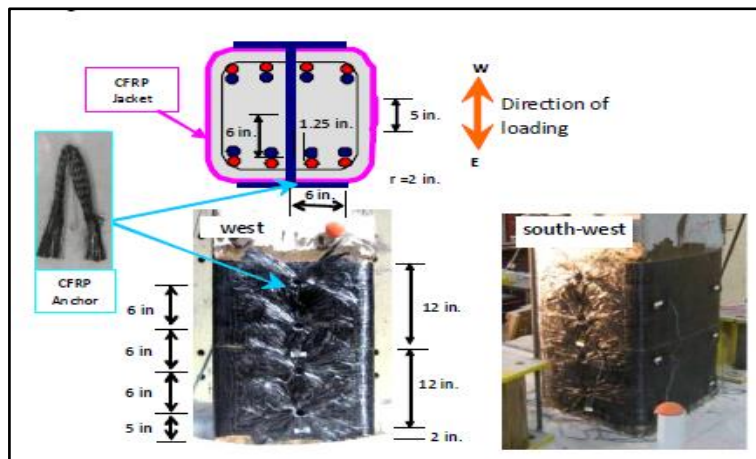 CFRP
Jacket
W
Direction of
loading
E
5 in.
6 in.
1.25 in.
r =2 in.
6 in.
west
south-west
CFRP
Anchor
6 in
6 in
6 in
5 in
12 in.
12 in.
2 in.